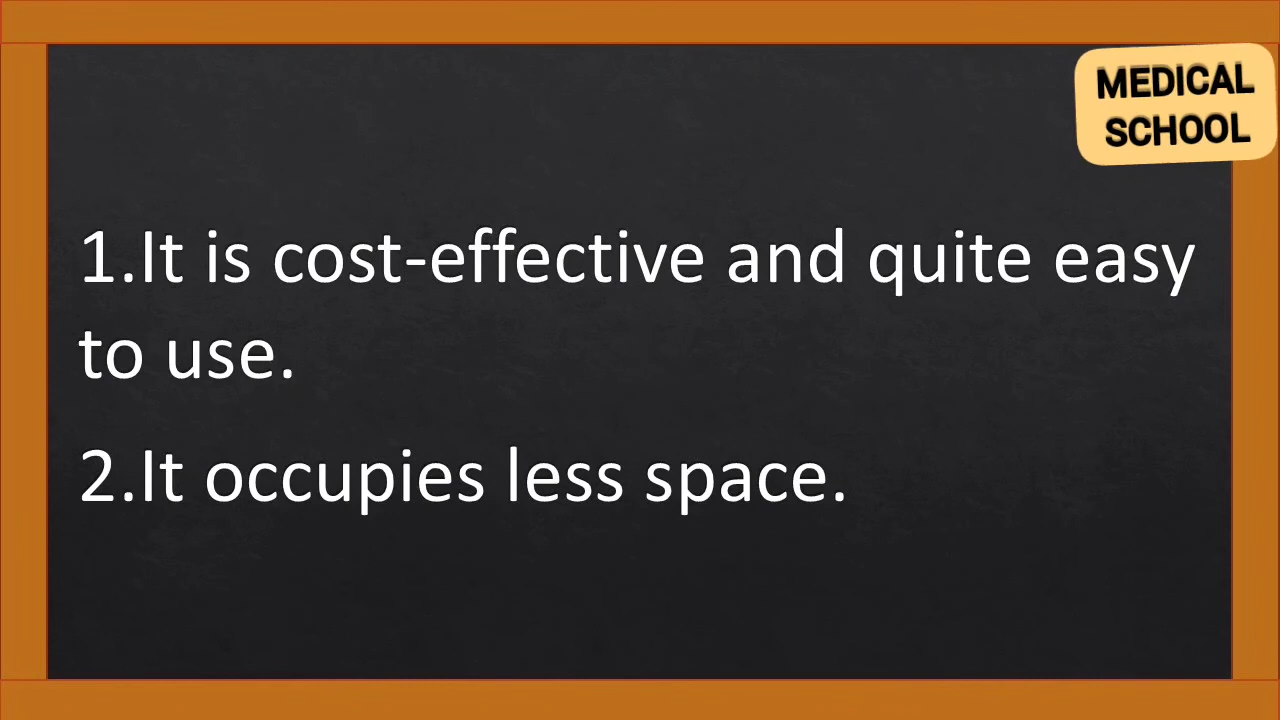 MEDICAL
SCHOOL
1.It is cost-effective and quite easy
to use.
2.It occupies less space.